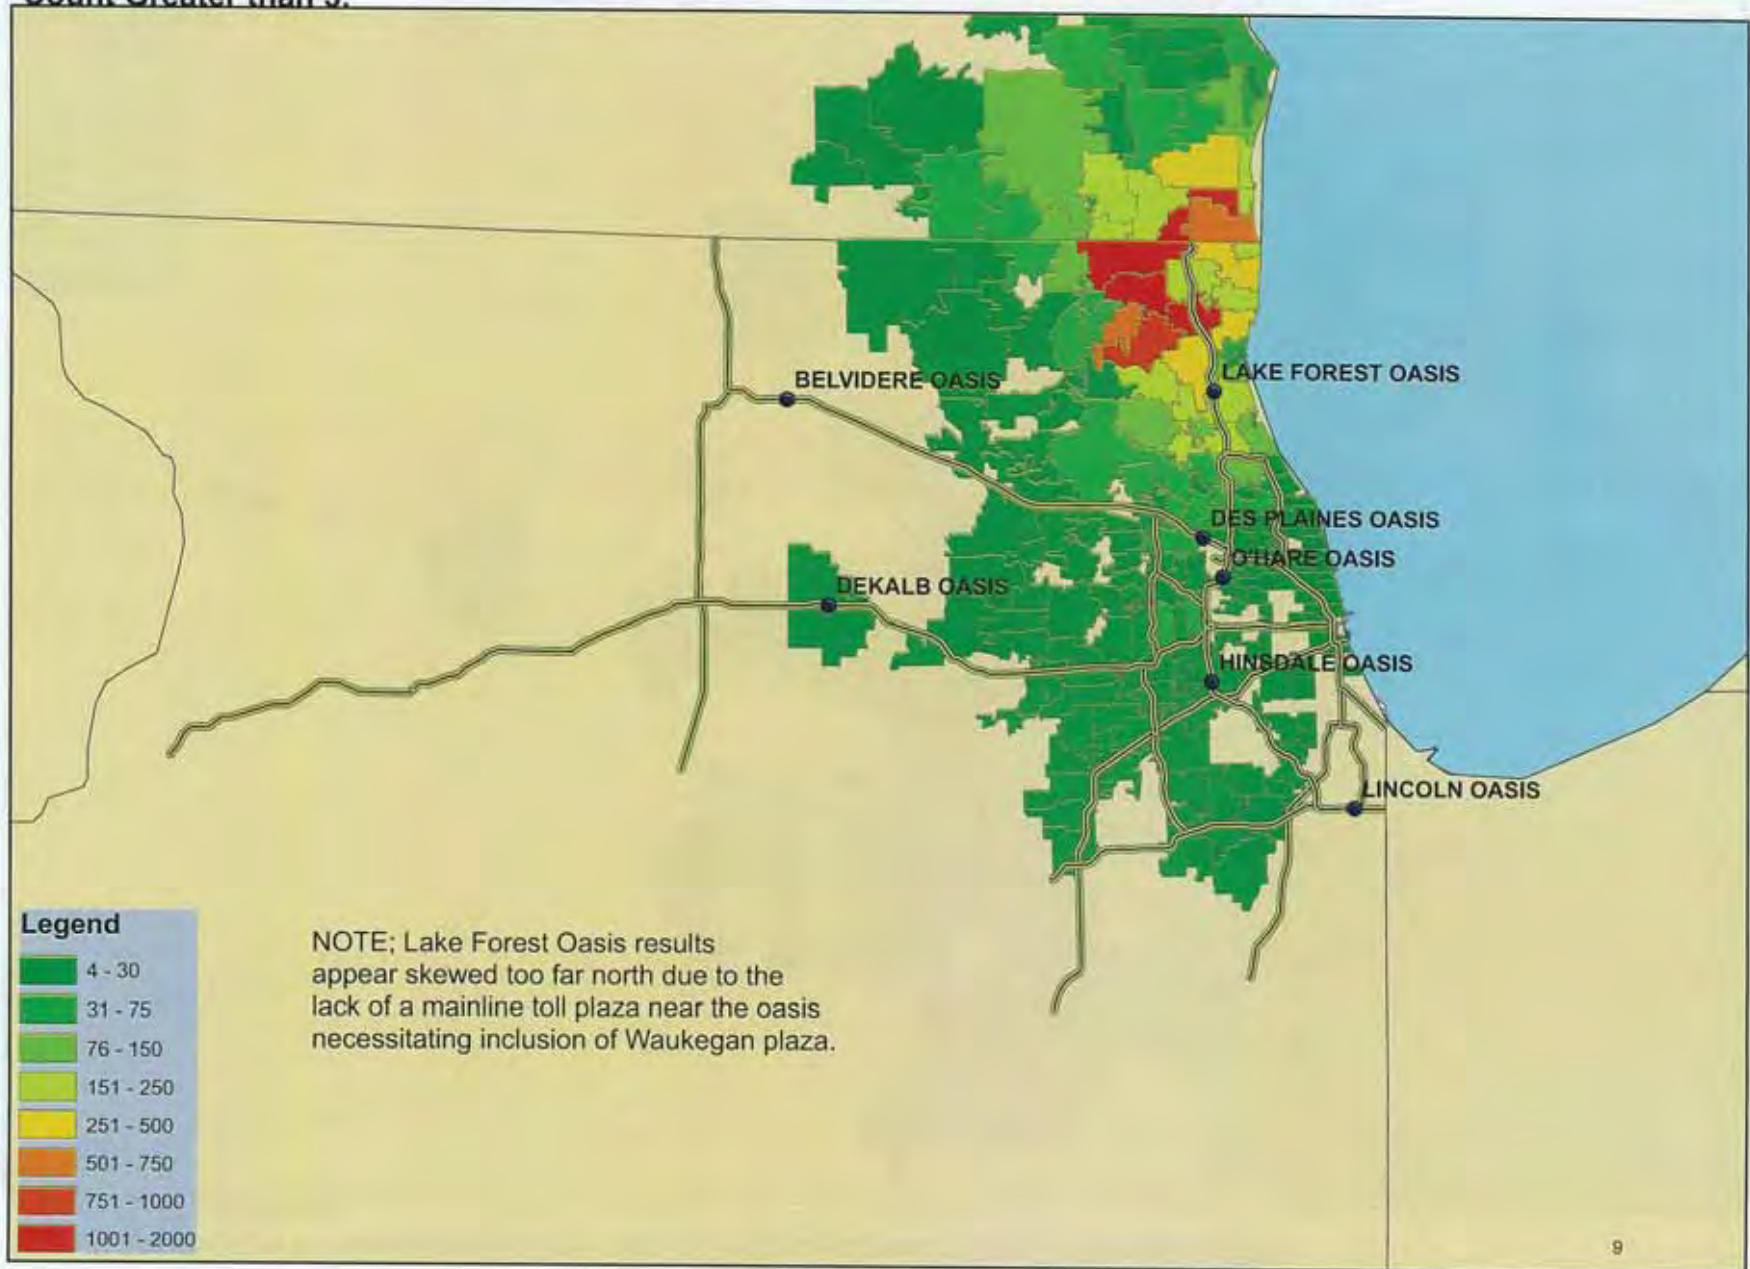 BELVIDERE OASIS
LAKE FOREST OASIS
DES PLAINES OASIS
O'HARE OASIS
DEKALB OASIS
HINSDALE OASIS
LINCOLN OASIS
Legend
4 - 30
31 - 75
76 - 150
151 - 250
251 - 500
501 - 750
751 - 1000
1001 - 2000
NOTE; Lake Forest Oasis results
appear skewed too far north due to the
lack of a mainline toll plaza near the oasis
necessitating inclusion of Waukegan plaza.
9